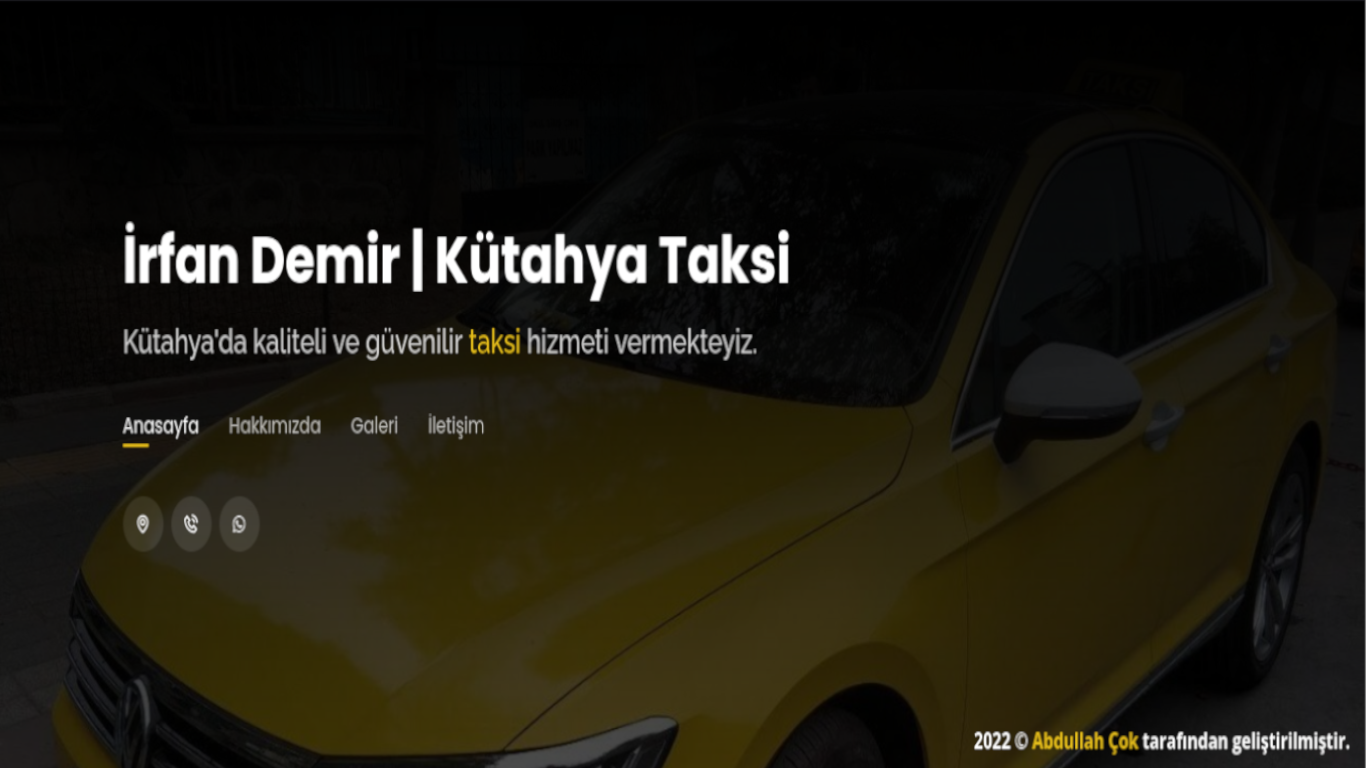 İrfan Demir | Kütahya Taksi
Kütahya'da kaliteli ve güvenilir taksi hizmeti vermekteyiz.
Anasayfa Hakkımızda Galeri İletişim
2022 © Abdullah Çok tarafından geliştirilmiştir.